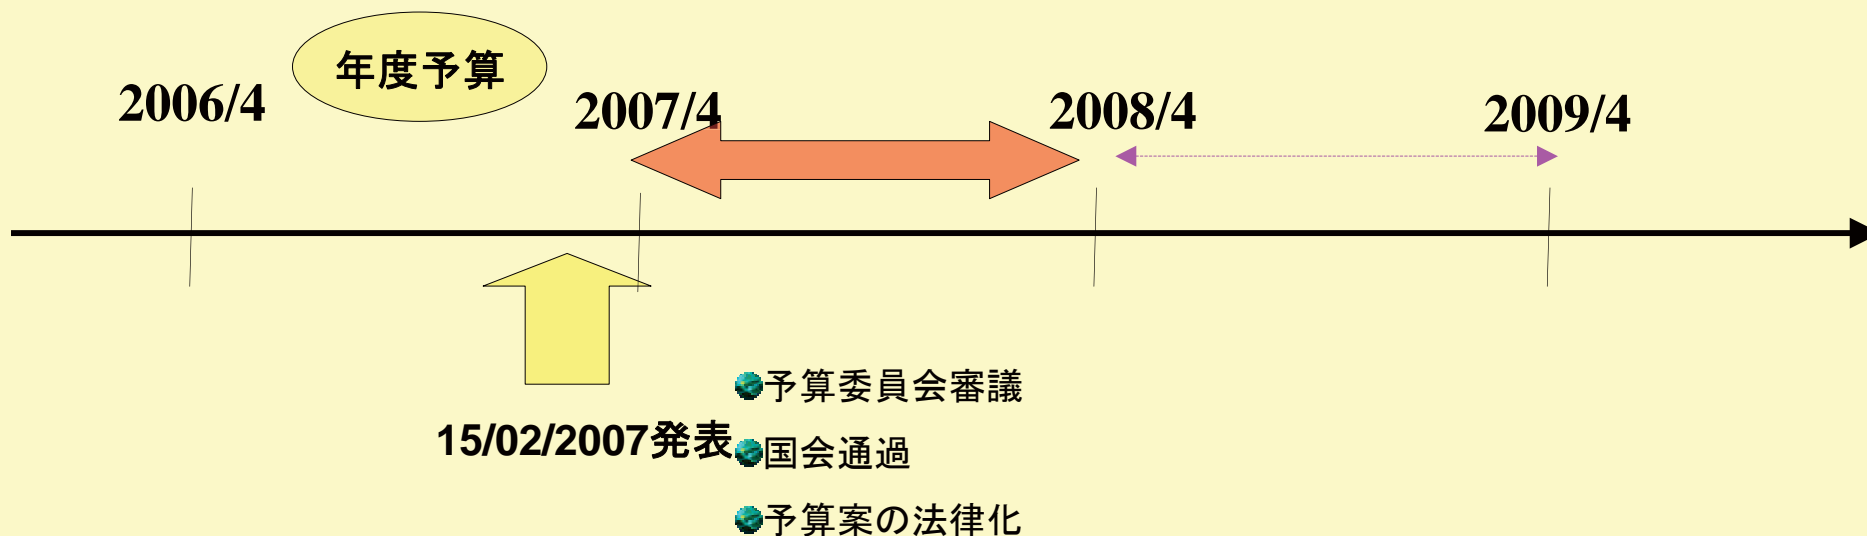 年度予算
2006/4
2007/4
2008/4
2009/4
15/02/2007発表
予算委員会審議
国会通過
予算案の法律化